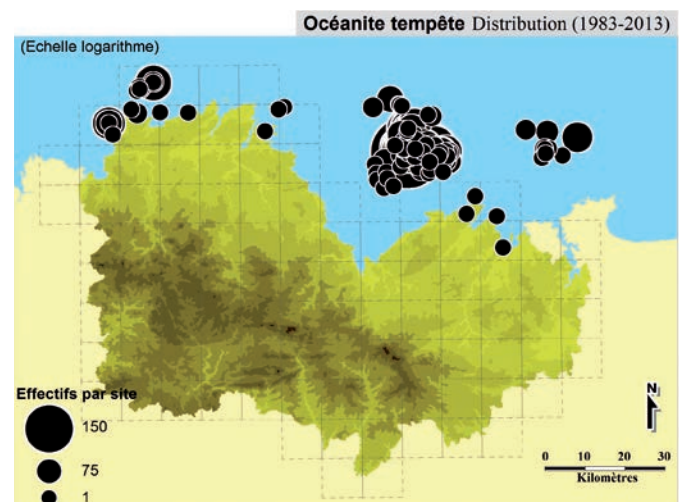 Océanite tempête Distribution (1983-2013)
(Echelle logarithme)
Effectifs par site
150
75
1
N
0 10 20 30
Kilomètres